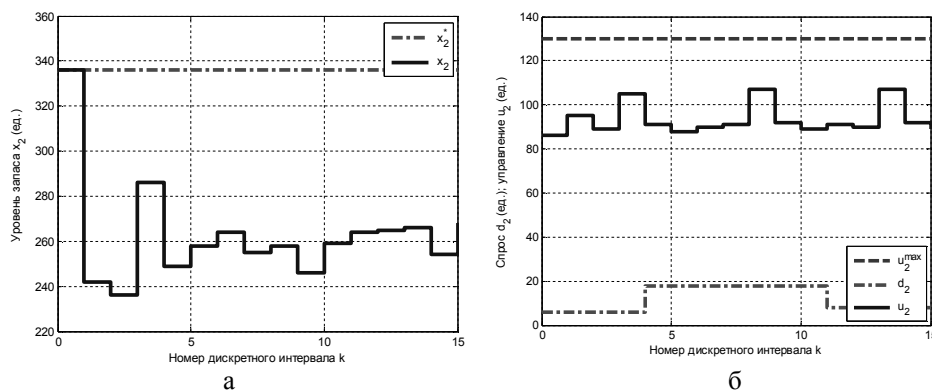 Уровень запаса x₂ (ед.)
360
340
320
300
280
260
240
220
0
5
10
15
x₂*
x₂
Номер дискретного интервала k
а
Спрос d₂ (ед.); управление u₂ (ед.)
140
120
100
80
60
40
20
0
0
5
10
15
u₂ᵐᵃˣ
d₂
u₂
Номер дискретного интервала k
б